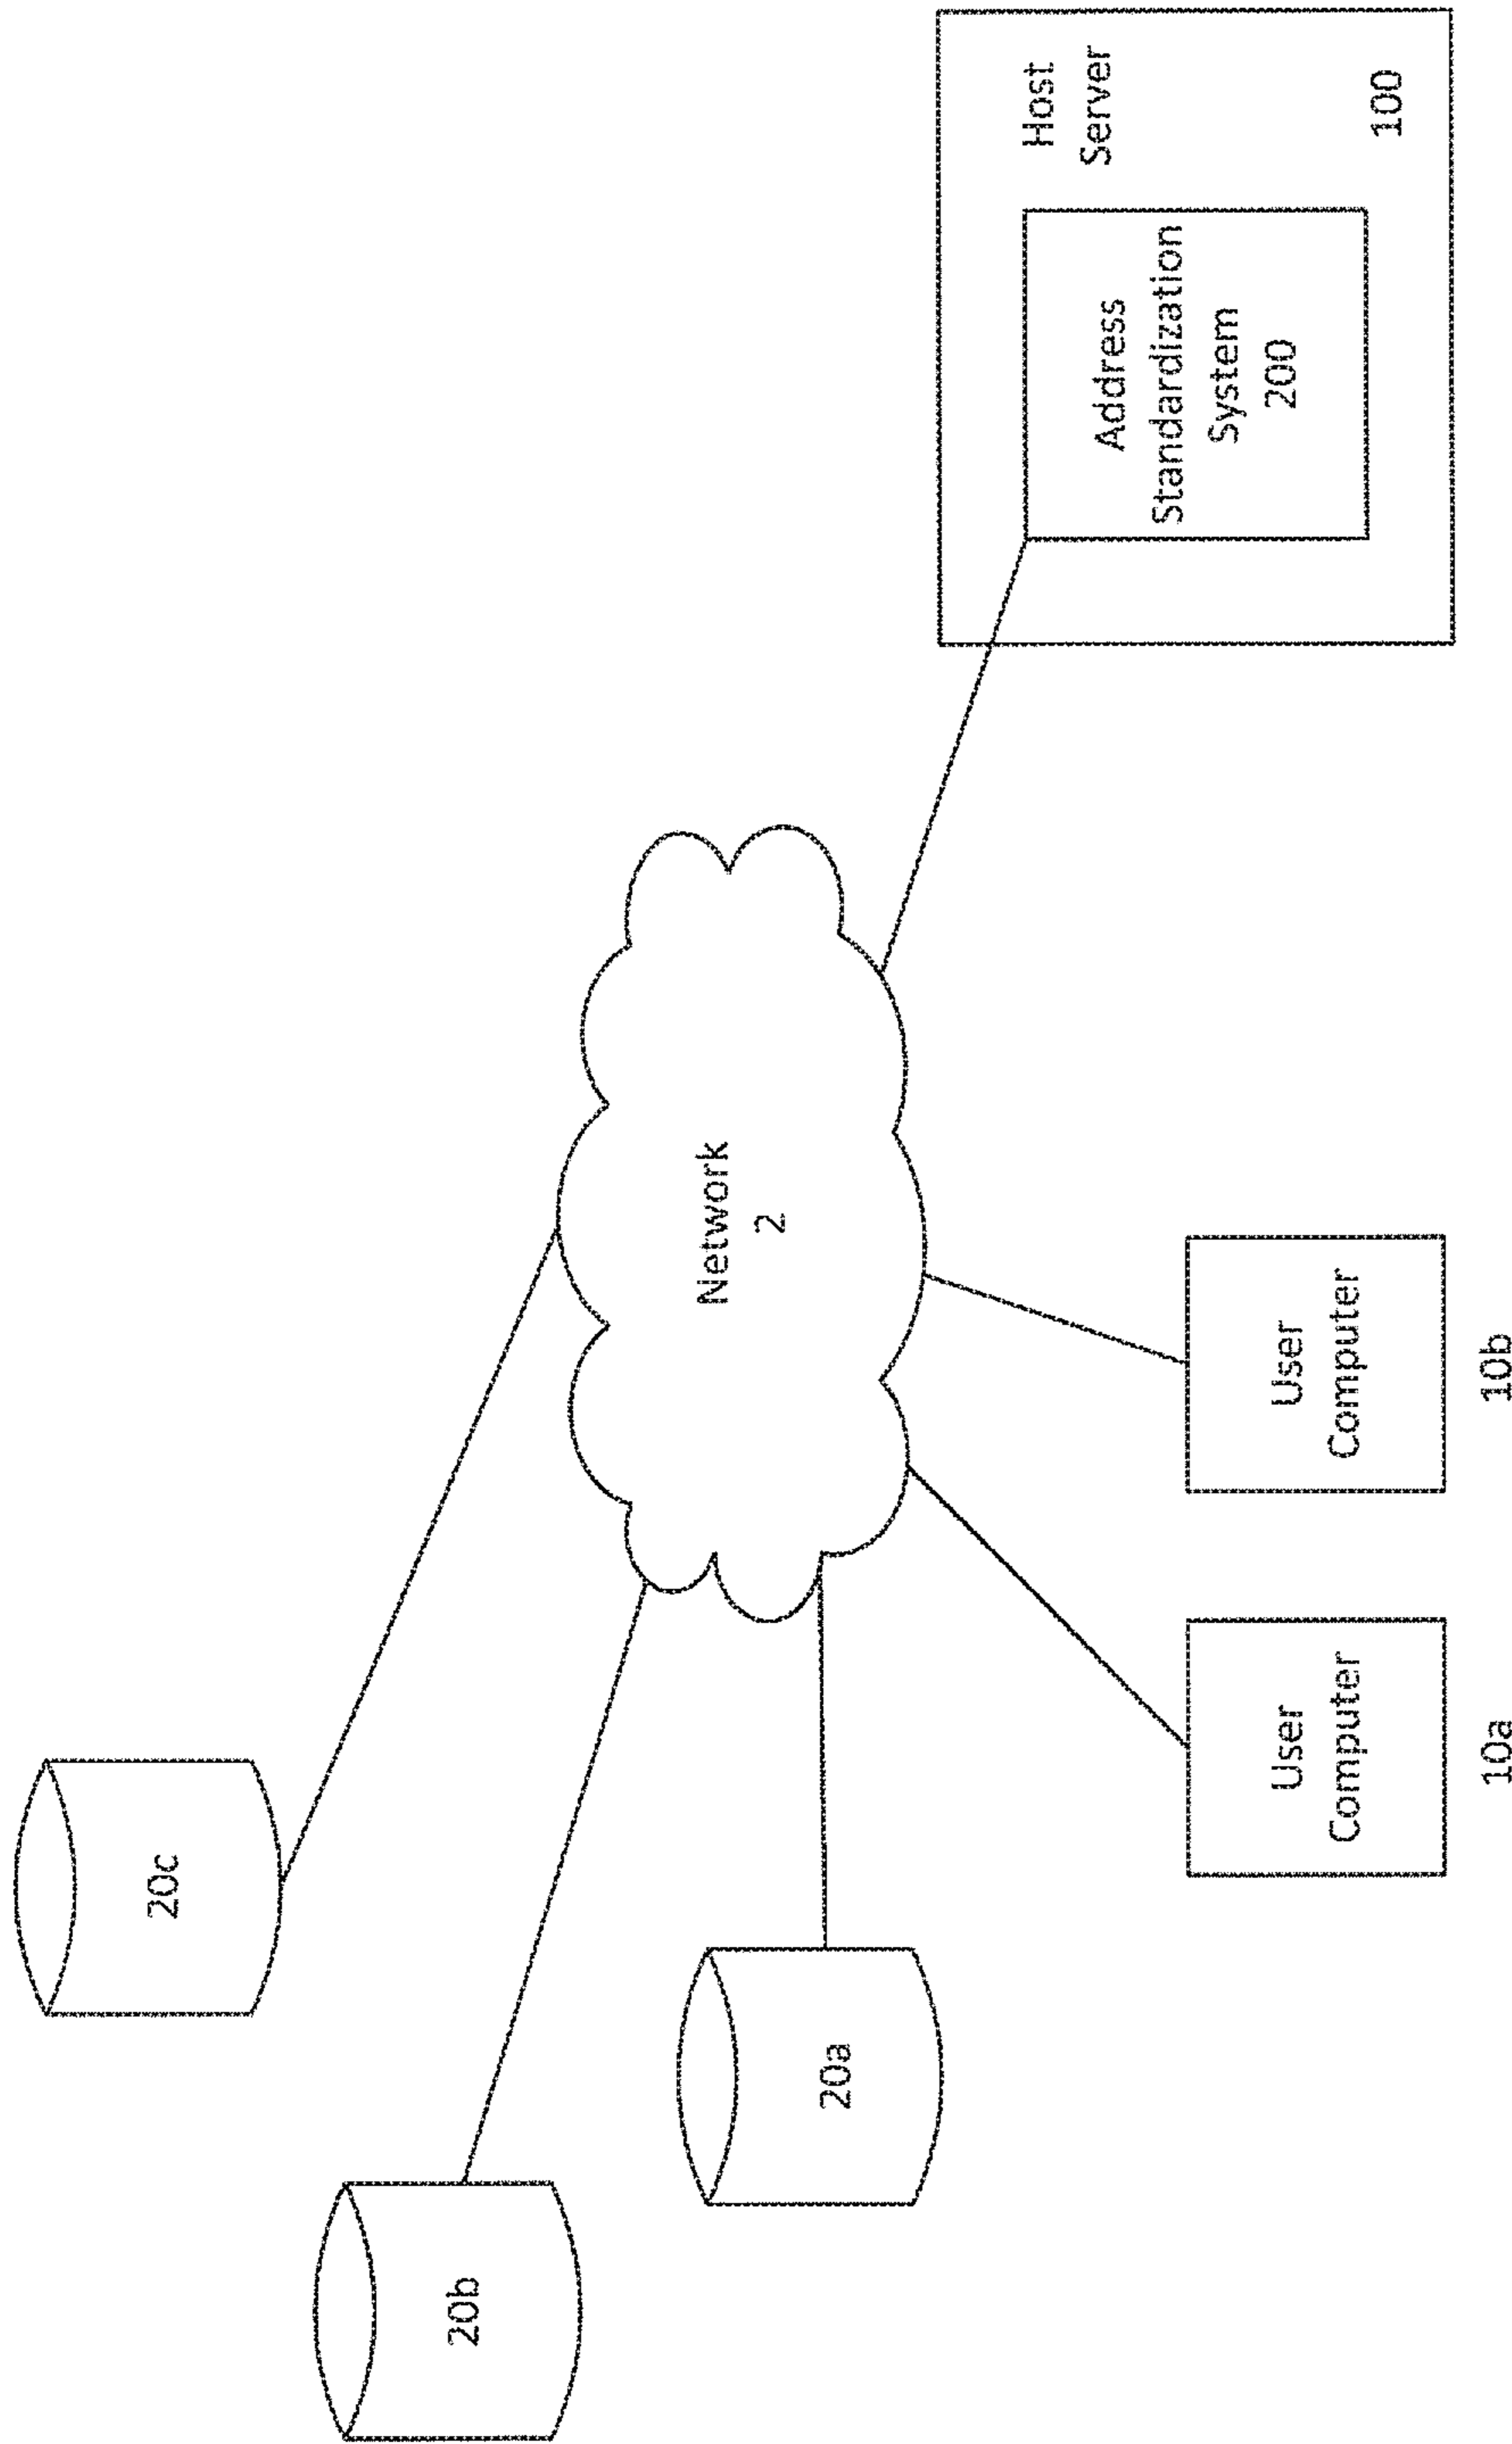 20c
20b
20a
Network
2
Host
Server
Address
Standardization
System
200
100
User
Computer
10a
User
Computer
10b